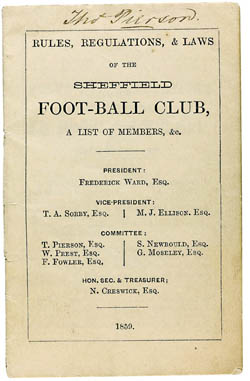 Tho? Pierson.
RULES, REGULATIONS, & LAWS
OF THE
SHEFFIELD
FOOT-BALL CLUB,
A LIST OF MEMBERS, &c.
PRESIDENT:
FREDERICK WARD, ESQ.
VICE-PRESIDENT:
T. A. SORBY, ESQ. | M. J. ELLISON. ESQ.
COMMITTEE:
T. PIERSON, ESQ. | S. NEWBOULD, ESQ.
W. PREST, ESQ. | G. MOSELEY, ESQ.
F. FOWLER, ESQ.
HON. SEC. & TREASURER;
N. CRESWICK, ESQ.
1859.